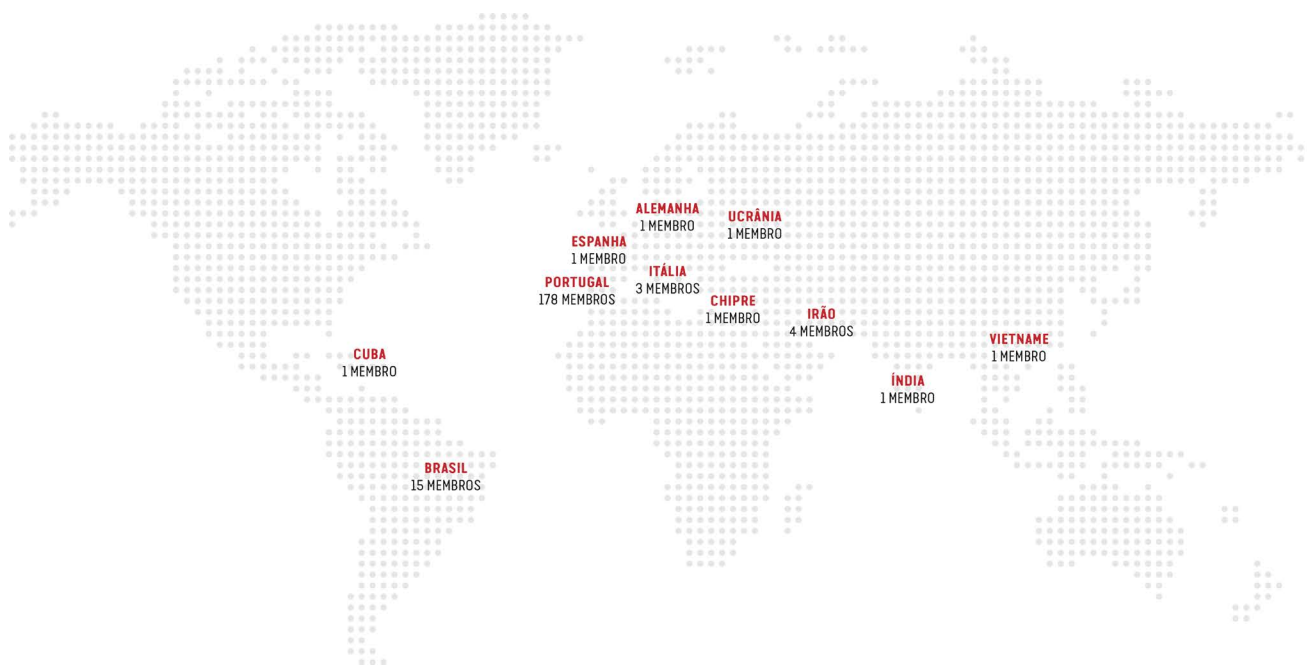 ALEMANHA
1 MEMBRO
UCRÂNIA
1 MEMBRO
ESPANHA
1 MEMBRO
ITÁLIA
3 MEMBROS
PORTUGAL
178 MEMBROS
CHIPRE
1 MEMBRO
IRÃO
4 MEMBROS
VIETNAME
1 MEMBRO
CUBA
1 MEMBRO
ÍNDIA
1 MEMBRO
BRASIL
15 MEMBROS